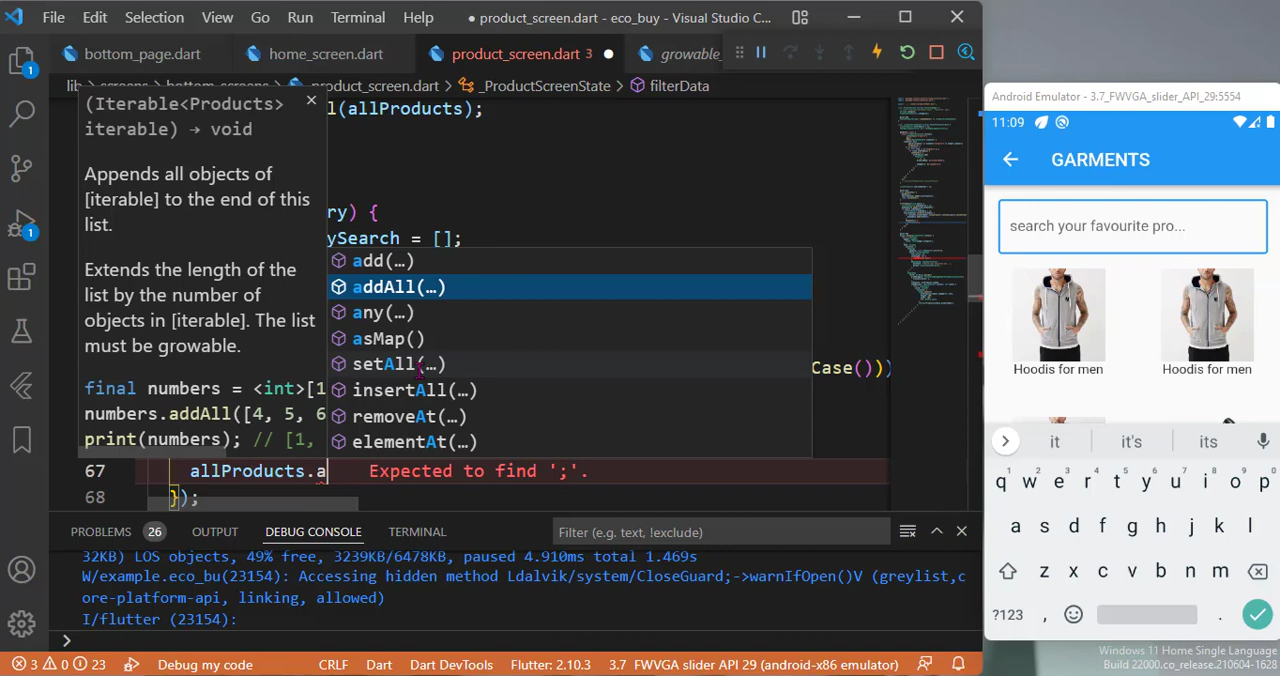 File Edit Selection View Go Run Terminal Help
● product_screen.dart - eco_buy - Visual Studio C...
bottom_page.dart home_screen.dart product_screen.dart 3 ● growable_
lib > screens > bottom_screens > product_screen.dart > _ProductScreenState > filterData
l(allProducts);
(Iterable<Products>
iterable) → void
Appends all objects of
[iterable] to the end of this
list.
Extends the length of the
list by the number of
objects in [iterable]. The list
must be growable.
final numbers = <int>[1
numbers.addAll([4, 5, 6
print(numbers); // [1,
ry) {
ySearch = [];
add(…)
addAll(…)
any(…)
asMap()
setAll(…)
insertAll(…)
removeAt(…)
elementAt(…)
Case()))
67 allProducts.a Expected to find ';'.
68 });
PROBLEMS 26 OUTPUT DEBUG CONSOLE TERMINAL Filter (e.g. text, !exclude)
32KB) LOS objects, 49% free, 3239KB/6478KB, paused 4.910ms total 1.469s
W/example.eco_bu(23154): Accessing hidden method Ldalvik/system/CloseGuard;->warnIfOpen()V (greylist,c
ore-platform-api, linking, allowed)
I/flutter (23154):
>
3 0 23 Debug my code CRLF Dart Dart DevTools Flutter: 2.10.3 3.7 FWVGA slider API 29 (android-x86 emulator)
1
1
Android Emulator - 3.7_FWVGA_slider_API_29:5554
11:09
GARMENTS
search your favourite pro...
Hoodis for men Hoodis for men
it it's its
q w e r t y u i o p
a s d f g h j k l
z x c v b n m
?123 , .
Windows 11 Home Single Language
Build 22000.co_release.210604-1628